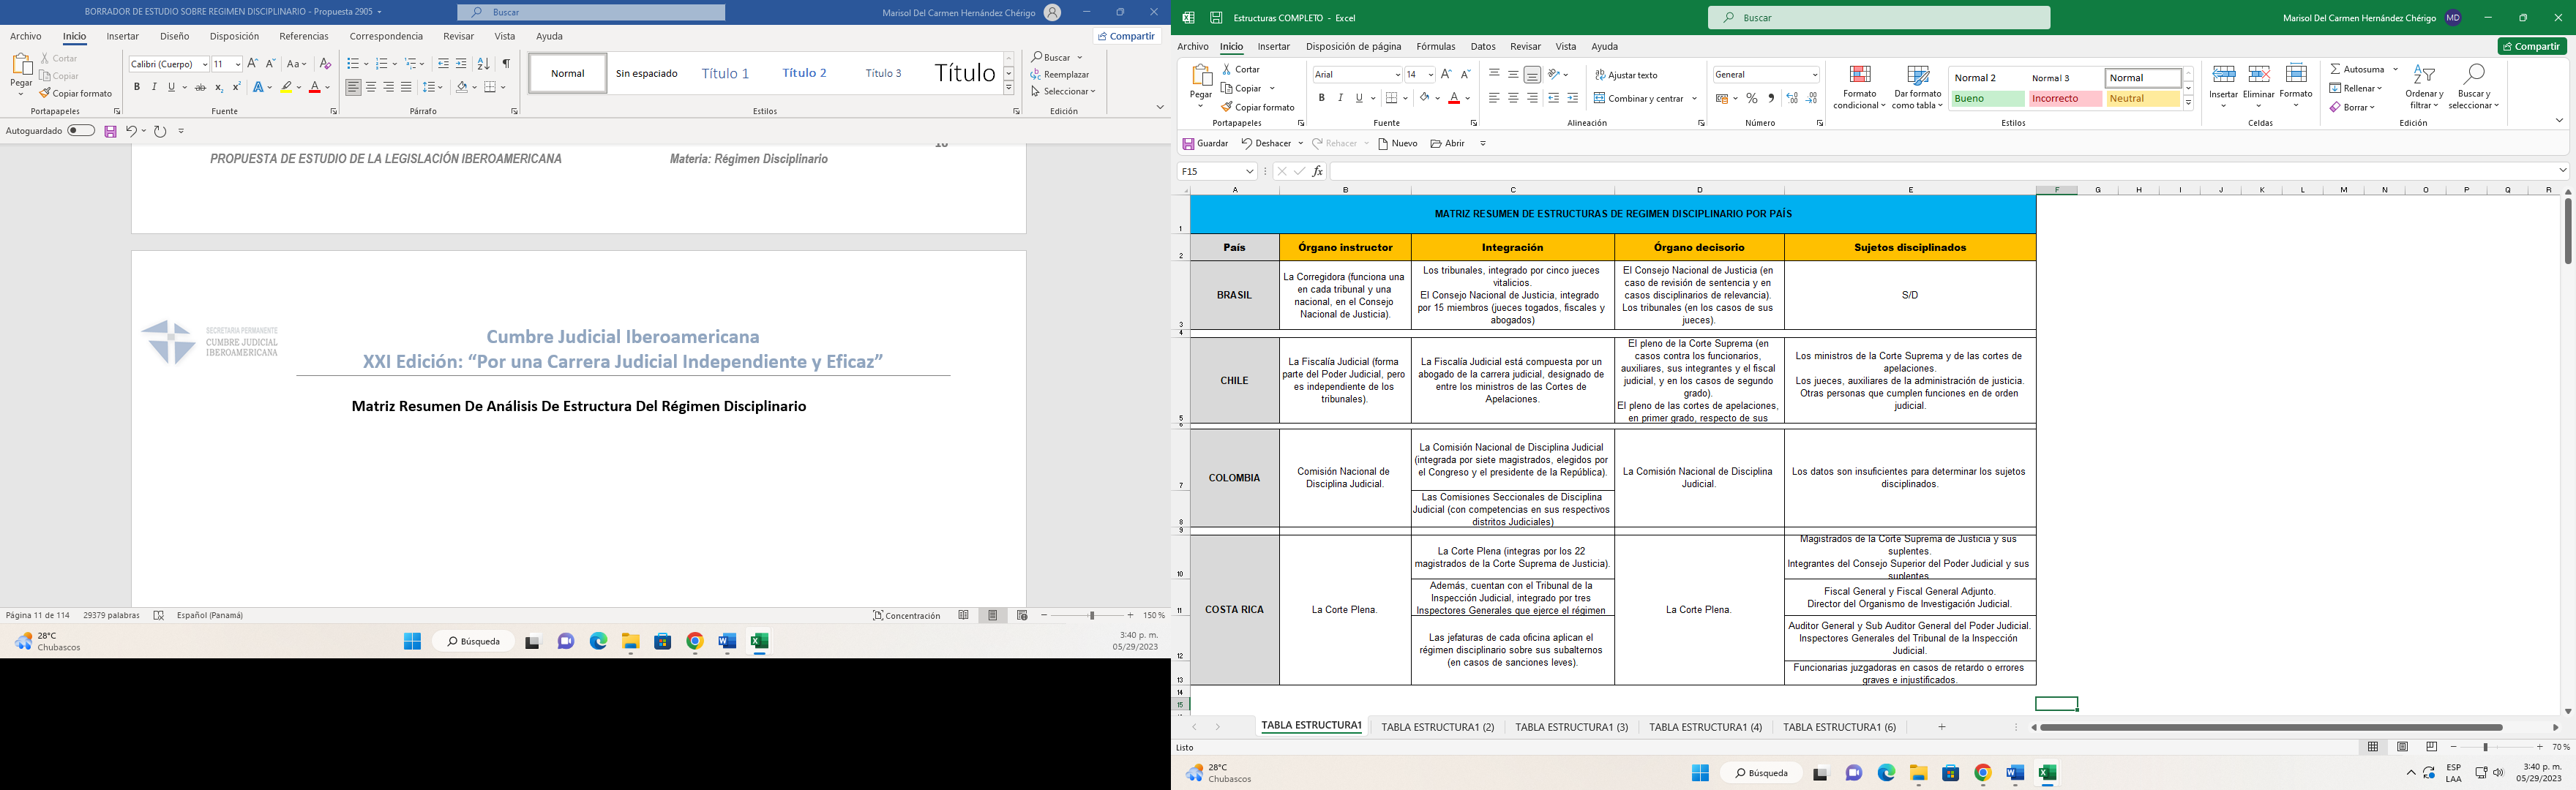 BORRADOR DE ESTUDIO SOBRE REGIMEN DISCIPLINARIO - Propuesta 2905
Buscar
Marisol Del Carmen Hernández Chérigo
Archivo Inicio Insertar Diseño Disposición Referencias Correspondencia Revisar Vista Ayuda
Compartir
Pegar
Cortar
Copiar
Copiar formato
Portapapeles
Calibri (Cuerpo) 11
Fuente
Párrafo
Normal Sin espaciado Título 1 Título 2 Título 3 Título
Estilos
Buscar
Reemplazar
Seleccionar
Edición
Autoguardado
PROPUESTA DE ESTUDIO DE LA LEGISLACIÓN IBEROAMERICANA Materia: Régimen Disciplinario
SECRETARIA PERMANENTE
CUMBRE JUDICIAL
IBEROAMERICANA
Cumbre Judicial Iberoamericana
XXI Edición: “Por una Carrera Judicial Independiente y Eficaz”
Matriz Resumen De Análisis De Estructura Del Régimen Disciplinario
Página 11 de 114 29379 palabras Español (Panamá) Concentración 150 %
28°C
Chubascos
Búsqueda
3:40 p. m.
05/29/2023
Estructuras COMPLETO - Excel
Buscar
Marisol Del Carmen Hernández Chérigo MD
Archivo Inicio Insertar Disposición de página Fórmulas Datos Revisar Vista Ayuda
Compartir
Pegar
Cortar
Copiar
Copiar formato
Portapapeles
Arial 14
Fuente
Ajustar texto
Combinar y centrar
Alineación
General
Número
Formato condicional
Dar formato como tabla
Normal 2 Normal 3 Normal
Bueno Incorrecto Neutral
Estilos
Insertar Eliminar Formato
Celdas
Autosuma
Rellenar
Borrar
Ordenar y filtrar
Buscar y seleccionar
Edición
Guardar Deshacer Rehacer Nuevo Abrir
F15 fx
A B C D E F G H I J K L M N O P Q R
1 MATRIZ RESUMEN DE ESTRUCTURAS DE REGIMEN DISCIPLINARIO POR PAÍS
2 País Órgano instructor Integración Órgano decisorio Sujetos disciplinados
3 BRASIL
La Corregidora (funciona una
en cada tribunal y una
nacional, en el Consejo
Nacional de Justicia).
Los tribunales, integrado por cinco jueces
vitalicios.
El Consejo Nacional de Justicia, integrado
por 15 miembros (jueces togados, fiscales y
abogados)
El Consejo Nacional de Justicia (en
caso de revisión de sentencia y en
casos disciplinarios de relevancia).
Los tribunales (en los casos de sus
jueces).
S/D
4
5 CHILE
La Fiscalía Judicial (forma
parte del Poder Judicial, pero
es independiente de los
tribunales).
La Fiscalía Judicial está compuesta por un
abogado de la carrera judicial, designado de
entre los ministros de las Cortes de
Apelaciones.
El pleno de la Corte Suprema (en
casos contra los funcionarios,
auxiliares, sus integrantes y el fiscal
judicial, y en los casos de segundo
grado).
El pleno de las cortes de apelaciones,
en primer grado, respecto de sus
Los ministros de la Corte Suprema y de las cortes de
apelaciones.
Los jueces, auxiliares de la administración de justicia.
Otras personas que cumplen funciones en de orden
judicial.
6
7 COLOMBIA
Comisión Nacional de
Disciplina Judicial.
La Comisión Nacional de Disciplina Judicial
(integrada por siete magistrados, elegidos por
el Congreso y el presidente de la República).
La Comisión Nacional de Disciplina
Judicial.
Los datos son insuficientes para determinar los sujetos
disciplinados.
8
Las Comisiones Seccionales de Disciplina
Judicial (con competencias en sus respectivos
distritos Judiciales)
9
10
La Corte Plena (integras por los 22
magistrados de la Corte Suprema de Justicia).
Magistrados de la Corte Suprema de Justicia y sus
suplentes.
Integrantes del Consejo Superior del Poder Judicial y sus
suplentes
11 COSTA RICA
La Corte Plena.
Además, cuentan con el Tribunal de la
Inspección Judicial, integrado por tres
Inspectores Generales que ejerce el régimen
La Corte Plena.
Fiscal General y Fiscal General Adjunto.
Director del Organismo de Investigación Judicial.
12
Las jefaturas de cada oficina aplican el
régimen disciplinario sobre sus subalternos
(en casos de sanciones leves).
Auditor General y Sub Auditor General del Poder Judicial.
Inspectores Generales del Tribunal de la Inspección
Judicial.
13
Funcionarias juzgadoras en casos de retardo o errores
graves e injustificados.
14
15
TABLA ESTRUCTURA1 TABLA ESTRUCTURA1 (2) TABLA ESTRUCTURA1 (3) TABLA ESTRUCTURA1 (4) TABLA ESTRUCTURA1 (6)
Listo 70 %
28°C
Chubascos
Búsqueda
ESP
LAA
3:40 p. m.
05/29/2023